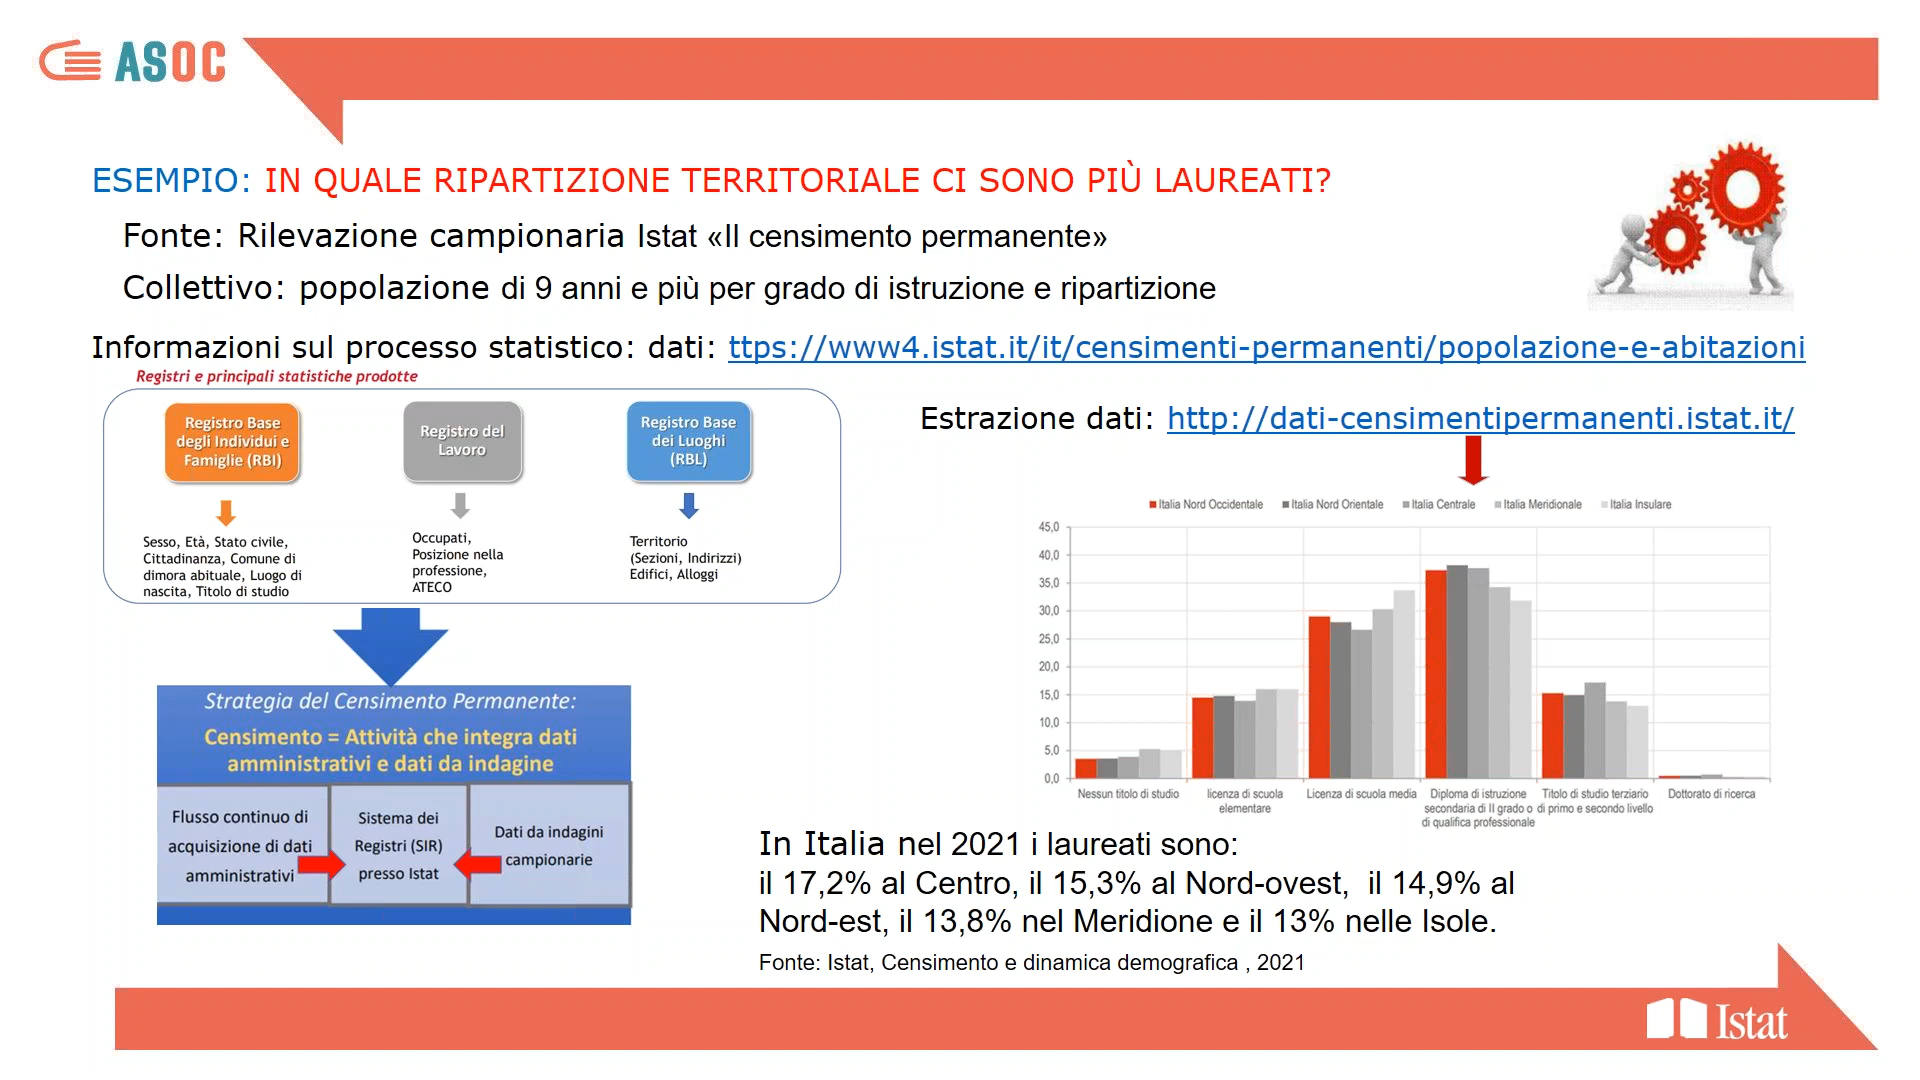 ASOC
ESEMPIO: IN QUALE RIPARTIZIONE TERRITORIALE CI SONO PIÙ LAUREATI?
Fonte: Rilevazione campionaria Istat «Il censimento permanente»
Collettivo: popolazione di 9 anni e più per grado di istruzione e ripartizione
Informazioni sul processo statistico: dati: ttps://www4.istat.it/it/censimenti-permanenti/popolazione-e-abitazioni
Registri e principali statistiche prodotte
Registro Base
degli Individui e
Famiglie (RBI)
Registro del
Lavoro
Registro Base
dei Luoghi
(RBL)
Sesso, Età, Stato civile,
Cittadinanza, Comune di
dimora abituale, Luogo di
nascita, Titolo di studio
Occupati,
Posizione nella
professione,
ATECO
Territorio
(Sezioni, Indirizzi)
Edifici, Alloggi
Strategia del Censimento Permanente:
Censimento = Attività che integra dati
amministrativi e dati da indagine
Flusso continuo di
acquisizione di dati
amministrativi
Sistema dei
Registri (SIR)
presso Istat
Dati da indagini
campionarie
Estrazione dati: http://dati-censimentipermanenti.istat.it/
Italia Nord Occidentale Italia Nord Orientale Italia Centrale Italia Meridionale Italia Insulare
45,0
40,0
35,0
30,0
25,0
20,0
15,0
10,0
5,0
0,0
Nessun titolo di studio
licenza di scuola
elementare
Licenza di scuola media
Diploma di istruzione
secondaria di II grado o
di qualifica professionale
Titolo di studio terziario
di primo e secondo livello
Dottorato di ricerca
In Italia nel 2021 i laureati sono:
il 17,2% al Centro, il 15,3% al Nord-ovest, il 14,9% al
Nord-est, il 13,8% nel Meridione e il 13% nelle Isole.
Fonte: Istat, Censimento e dinamica demografica , 2021
Istat